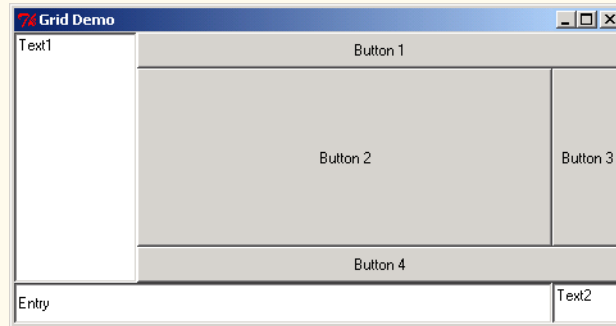 Grid Demo
Text1
Button 1
Button 2
Button 3
Button 4
Entry
Text2